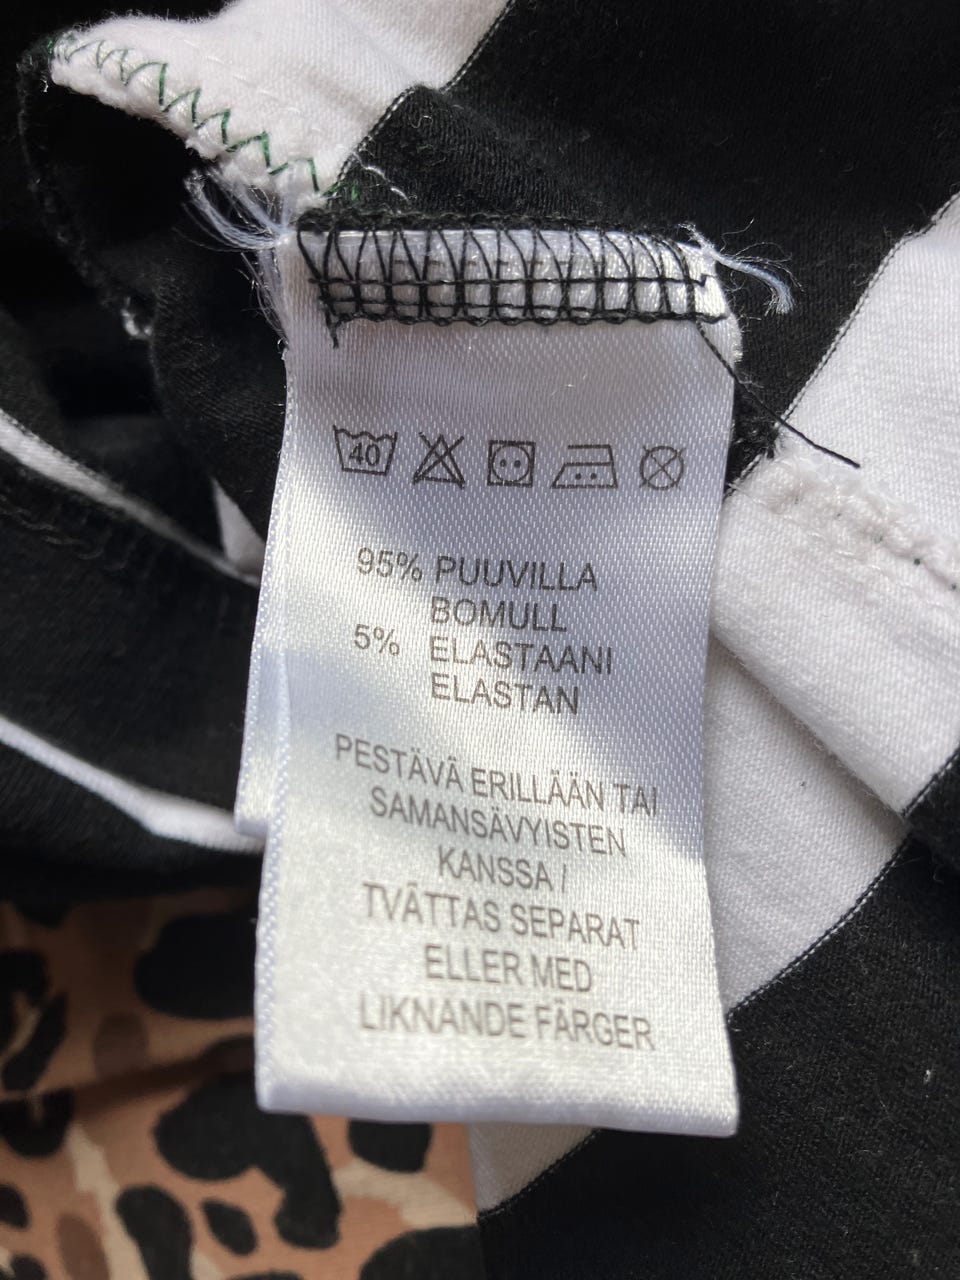 40
95% PUUVILLA
BOMULL
5% ELASTAANI
ELASTAN
PESTÄVÄ ERILLÄÄN TAI
SAMANSÄVYISTEN
KANSSA /
TVÄTTAS SEPARAT
ELLER MED
LIKNANDE FÄRGER